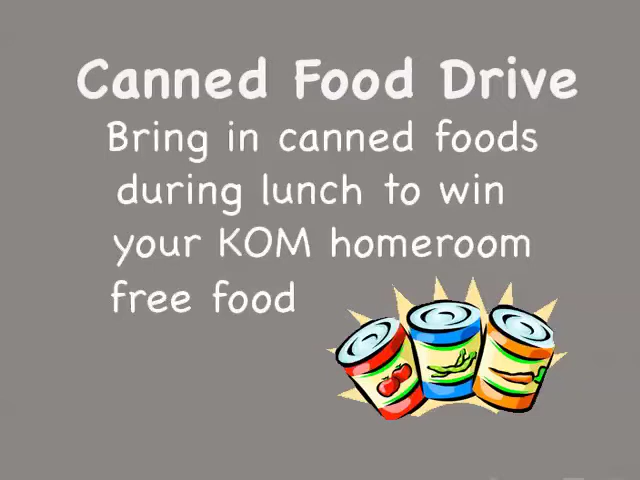 Canned Food Drive
Bring in canned foods
during lunch to win
your KOM homeroom
free food